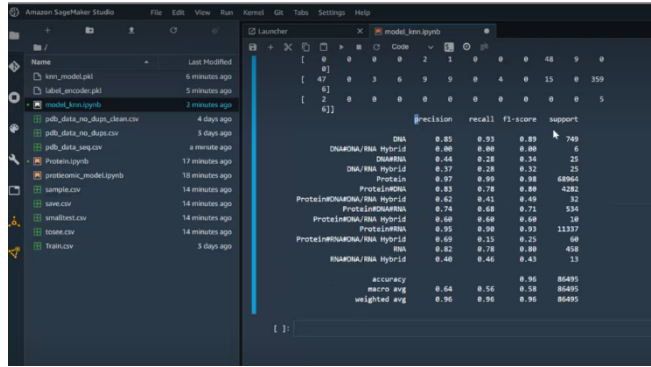 Amazon SageMaker Studio File Edit View Run Kernel Git Tabs Settings Help
Launcher × model_knn.ipynb
Code
/
Name Last Modified
knn_model.pkl 6 minutes ago
label_encoder.pkl 5 minutes ago
model_knn.ipynb 2 minutes ago
pdb_data_no_dups_clean.csv 4 days ago
pdb_data_no_dups.csv 5 days ago
pdb_data_seq.csv a minute ago
Protein.ipynb 17 minutes ago
protieomic_model.ipynb 18 minutes ago
sample.csv 14 minutes ago
save.csv 14 minutes ago
smalltest.csv 14 minutes ago
tosee.csv 14 minutes ago
Train.csv 5 days ago
[ 0 0 0 0 2 1 0 0 0 48 9 0
0]
[ 47 0 3 6 9 9 0 4 0 15 0 359
6]
[ 2 0 0 0 0 0 0 0 0 0 0 5
6]]
precision recall f1-score support
DNA 0.85 0.93 0.89 749
DNA#DNA/RNA Hybrid 0.00 0.00 0.00 6
DNA#RNA 0.44 0.28 0.34 25
DNA/RNA Hybrid 0.37 0.28 0.32 25
Protein 0.97 0.99 0.98 68964
Protein#DNA 0.83 0.78 0.80 4282
Protein#DNA#DNA/RNA Hybrid 0.62 0.41 0.49 32
Protein#DNA#RNA 0.74 0.68 0.71 534
Protein#DNA/RNA Hybrid 0.60 0.60 0.60 10
Protein#RNA 0.95 0.90 0.93 11337
Protein#RNA#DNA/RNA Hybrid 0.69 0.15 0.25 60
RNA 0.82 0.78 0.80 458
RNA#DNA/RNA Hybrid 0.40 0.46 0.43 13
accuracy 0.96 86495
macro avg 0.64 0.56 0.58 86495
weighted avg 0.96 0.96 0.96 86495
[ ]: